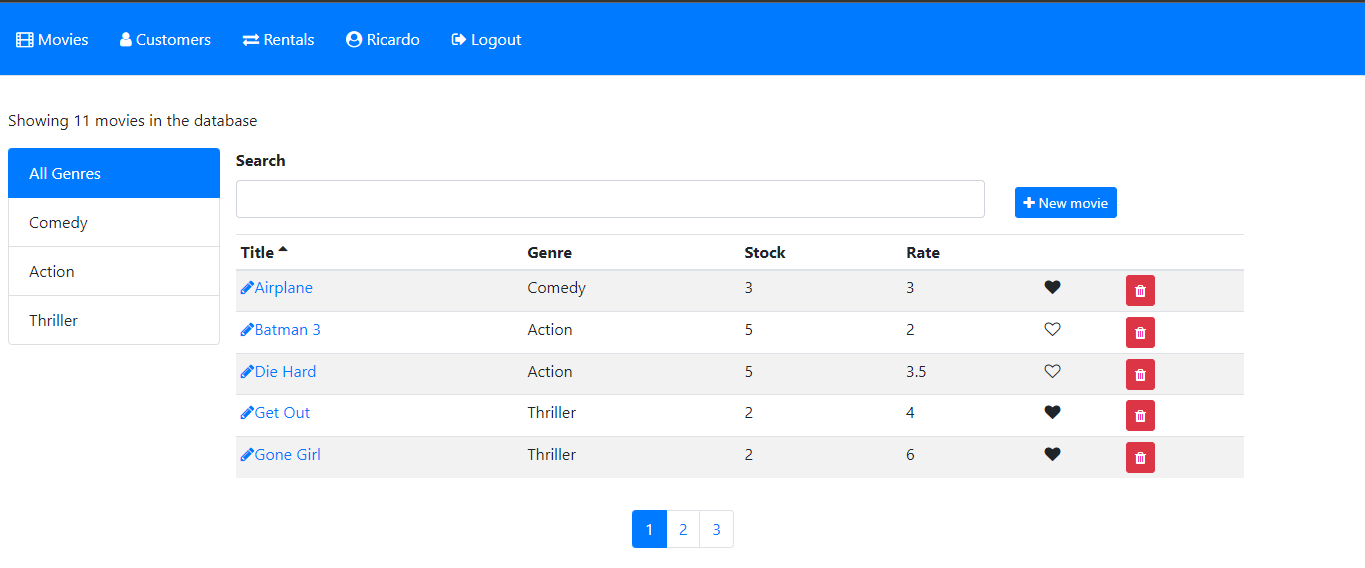 Movies Customers Rentals Ricardo Logout
Showing 11 movies in the database
All Genres
Comedy
Action
Thriller
Search
New movie
Title Genre Stock Rate
Airplane Comedy 3 3
Batman 3 Action 5 2
Die Hard Action 5 3.5
Get Out Thriller 2 4
Gone Girl Thriller 2 6
1 2 3